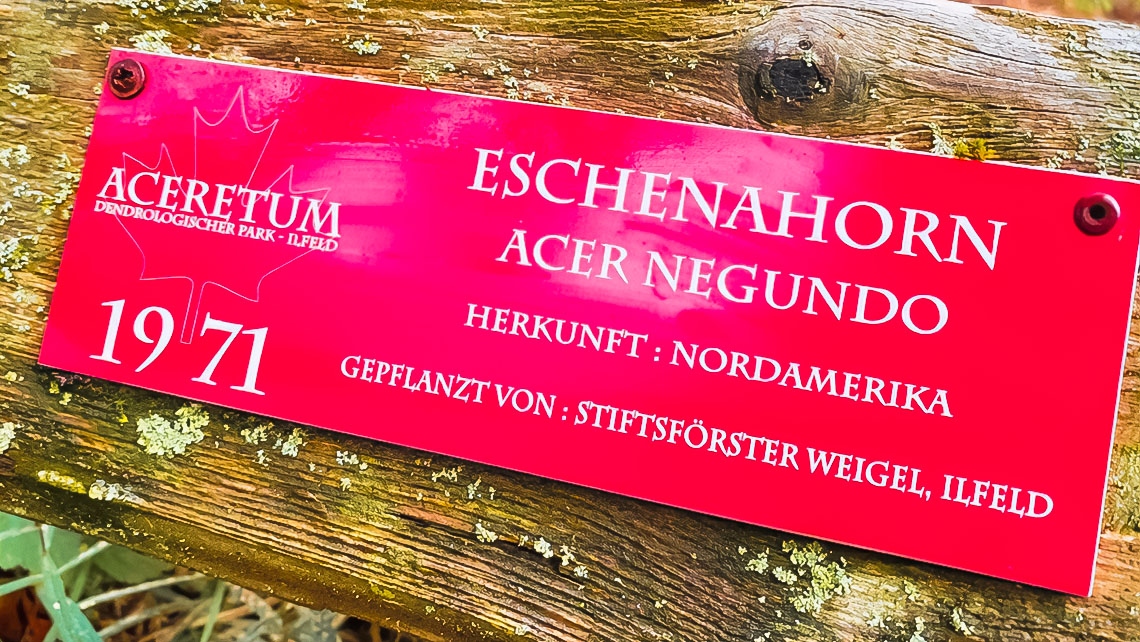 ACERETUM
DENDROLOGISCHER PARK - ILFELD
1971
ESCHENAHORN
ACER NEGUNDO
HERKUNFT : NORDAMERIKA
GEPFLANZT VON : STIFTSFÖRSTER WEIGEL, ILFELD